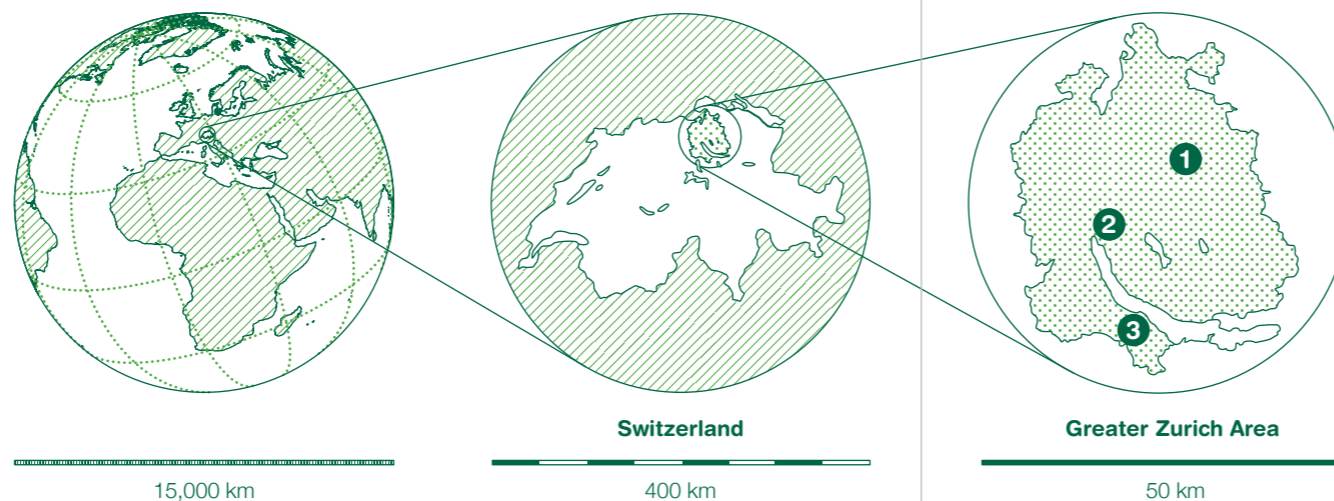 1
2
3
Switzerland
Greater Zurich Area
15,000 km
400 km
50 km